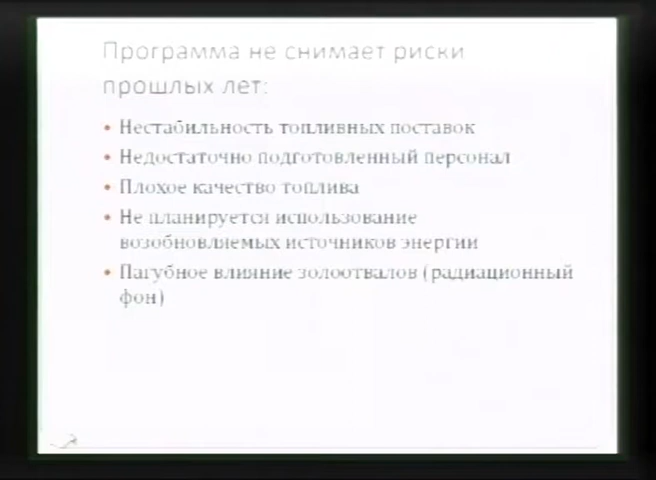 Программа не снимает риски
прошлых лет:
• Нестабильность топливных поставок
• Недостаточно подготовленный персонал
• Плохое качество топлива
• Не планируется использование
возобновляемых источников энергии
• Пагубное влияние золоотвалов (радиационный
фон)